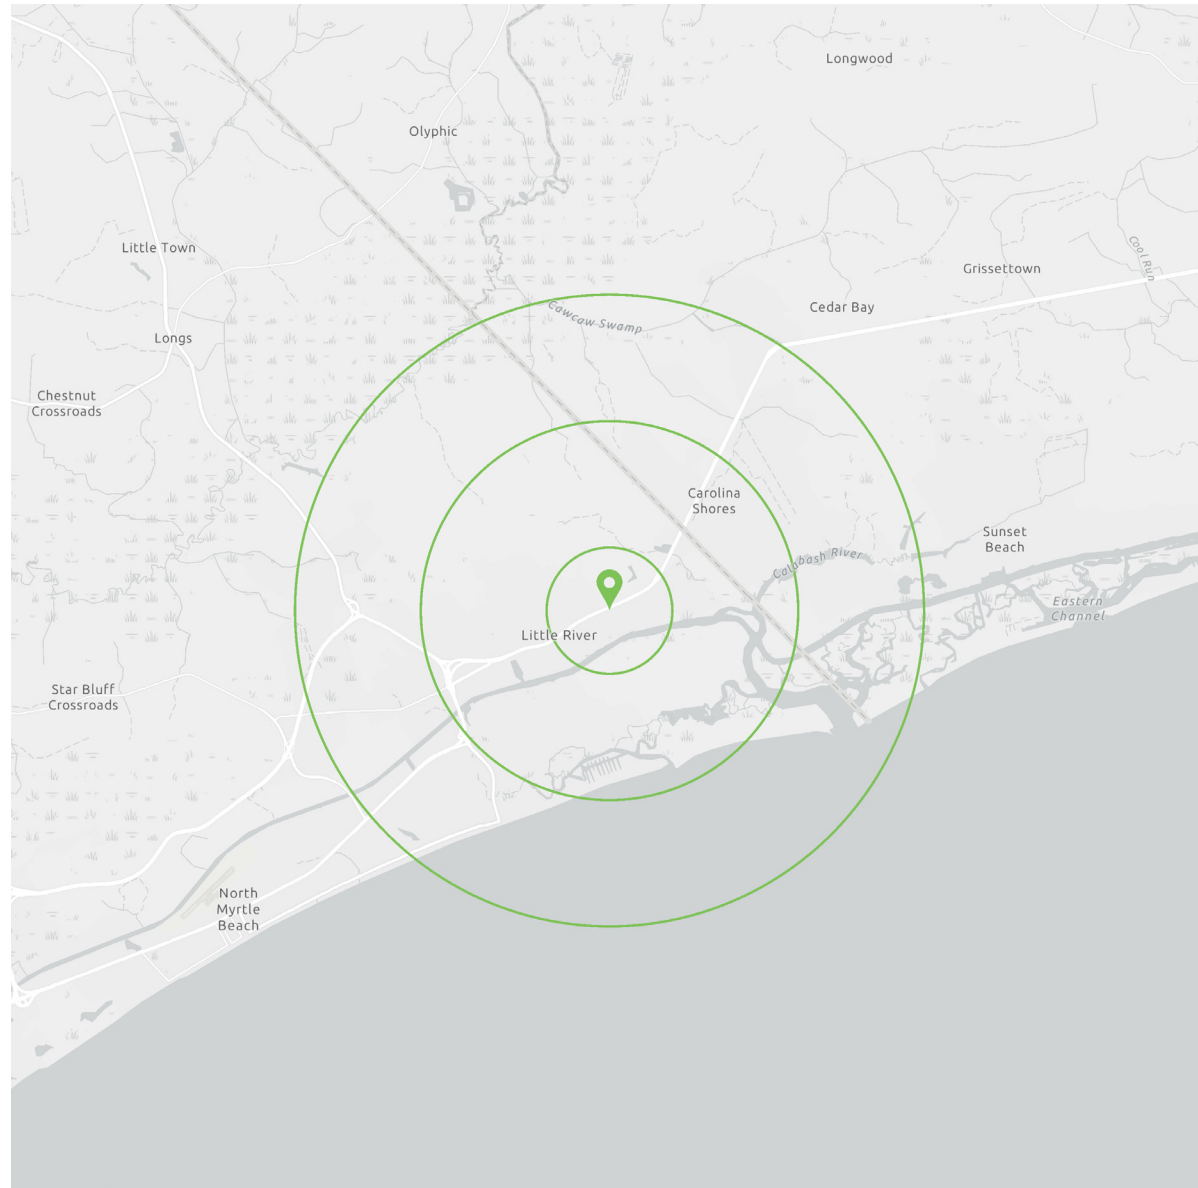 Longwood
Olyphic
Little Town
Cool Run
Grissettown
Cedar Bay
Cawcaw Swamp
Longs
Chestnut
Crossroads
Carolina
Shores
Sunset
Beach
Calabash River
Eastern
Channel
Little River
Star Bluff
Crossroads
North
Myrtle
Beach